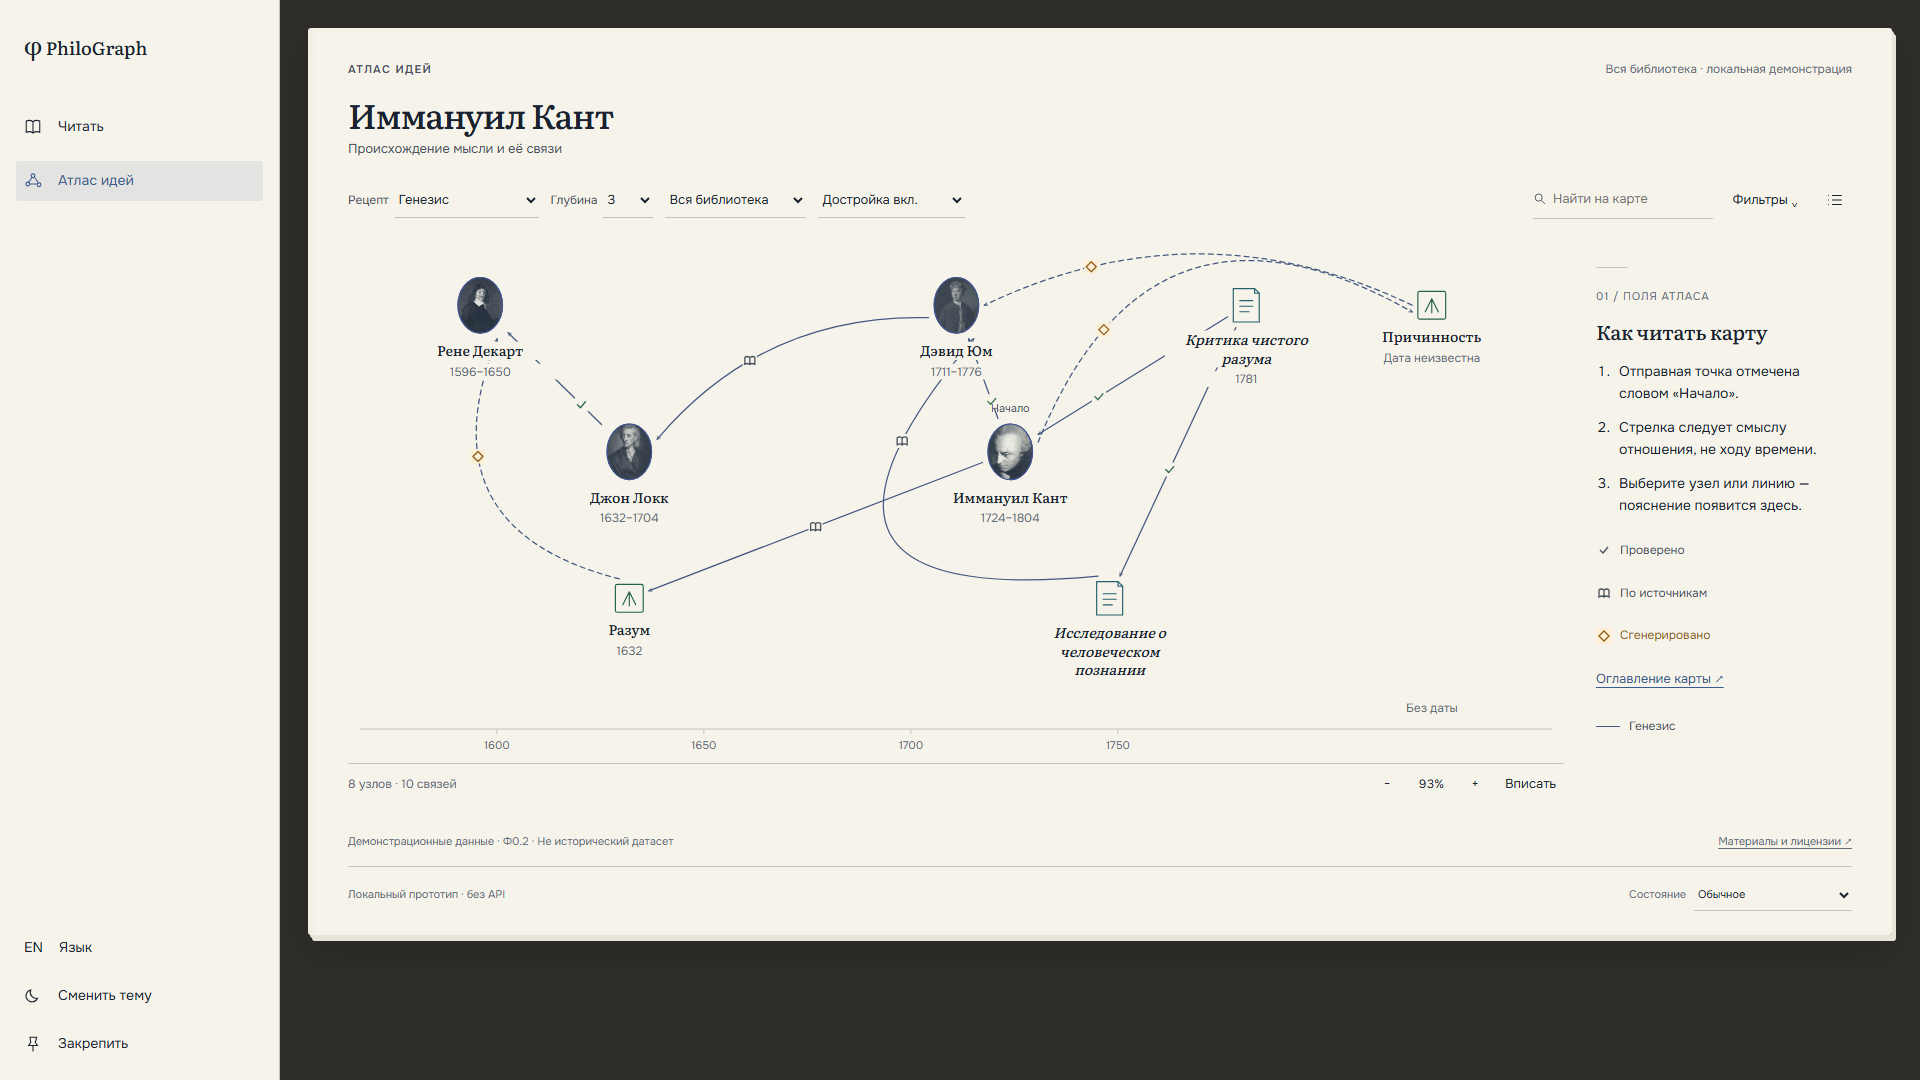 φ PhiloGraph
Читать
Атлас идей
EN Язык
Сменить тему
Закрепить
АТЛАС ИДЕЙ
Вся библиотека · локальная демонстрация
Иммануил Кант
Происхождение мысли и её связи
Рецепт Генезис Глубина 3 Вся библиотека Достройка вкл.
Найти на карте Фильтры
Рене Декарт
1596–1650
Дэвид Юм
1711–1776
Критика чистого
разума
1781
Причинность
Дата неизвестна
Начало
Джон Локк
1632–1704
Иммануил Кант
1724–1804
Разум
1632
Исследование о
человеческом
познании
Без даты
1600 1650 1700 1750
8 узлов · 10 связей
− 93% + Вписать
01 / ПОЛЯ АТЛАСА
Как читать карту
1. Отправная точка отмечена
словом «Начало».
2. Стрелка следует смыслу
отношения, не ходу времени.
3. Выберите узел или линию —
пояснение появится здесь.
Проверено
По источникам
Сгенерировано
Оглавление карты ↗
Генезис
Демонстрационные данные · Ф0.2 · Не исторический датасет
Материалы и лицензии ↗
Локальный прототип · без API
Состояние Обычное